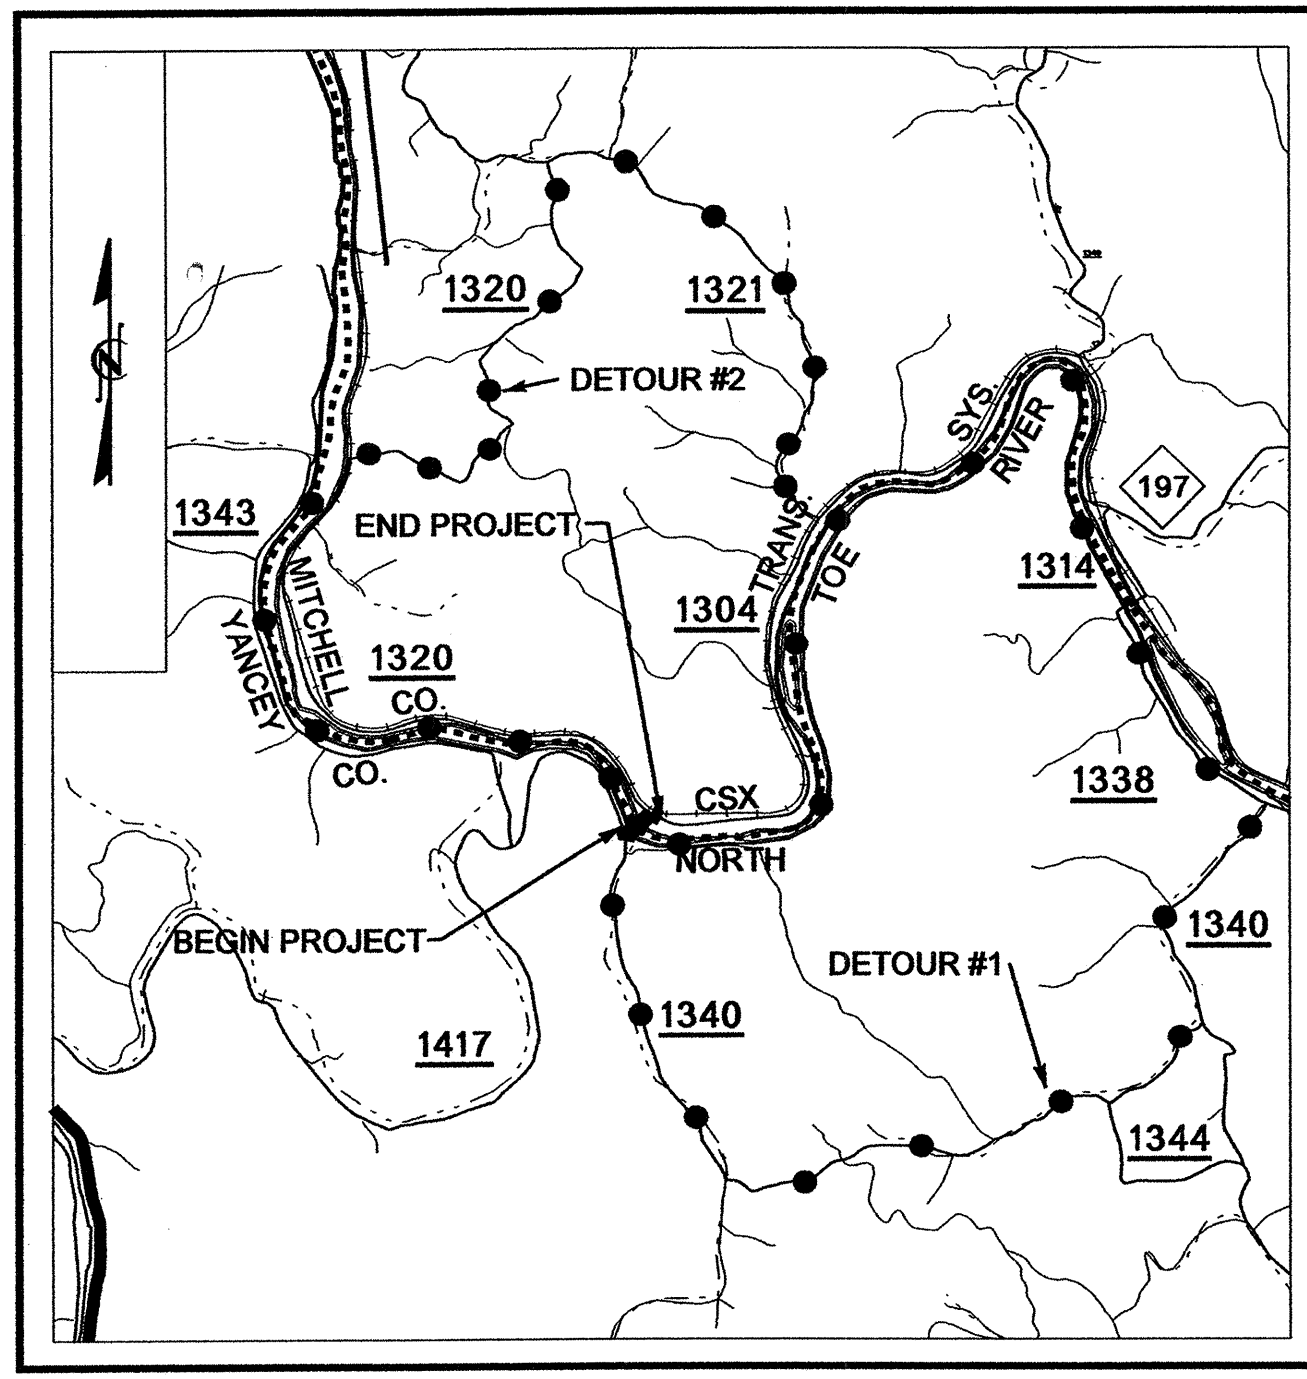 1320
1321
DETOUR #2
SYS.
RIVER
197
1343
END PROJECT
TRANS.
TOE
1314
MITCHELL
1304
YANCEY
1320
CO.
CO.
CSX
1338
NORTH
BEGIN PROJECT
1340
DETOUR #1
1340
1417
1344
N